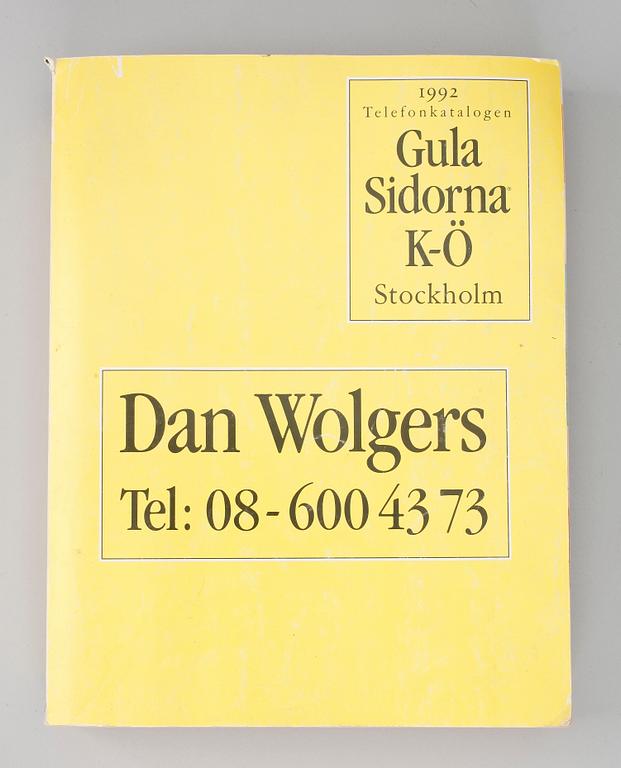 1992
Telefonkatalogen
Gula
Sidorna®
K-Ö
Stockholm
Dan Wolgers
Tel: 08-600 43 73